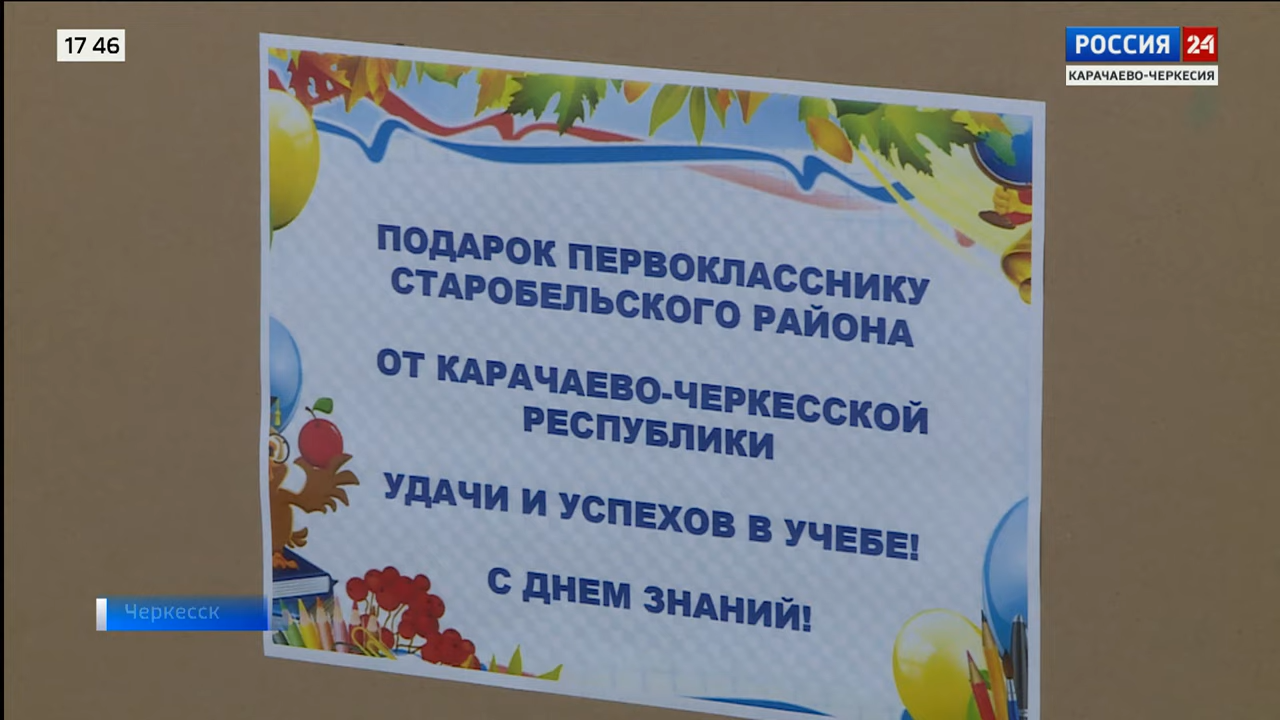 17 46
РОССИЯ 24
КАРАЧАЕВО-ЧЕРКЕСИЯ
ПОДАРОК ПЕРВОКЛАССНИКУ
СТАРОБЕЛЬСКОГО РАЙОНА
ОТ КАРАЧАЕВО-ЧЕРКЕССКОЙ
РЕСПУБЛИКИ
УДАЧИ И УСПЕХОВ В УЧЕБЕ!
С ДНЕМ ЗНАНИЙ!
Черкесск